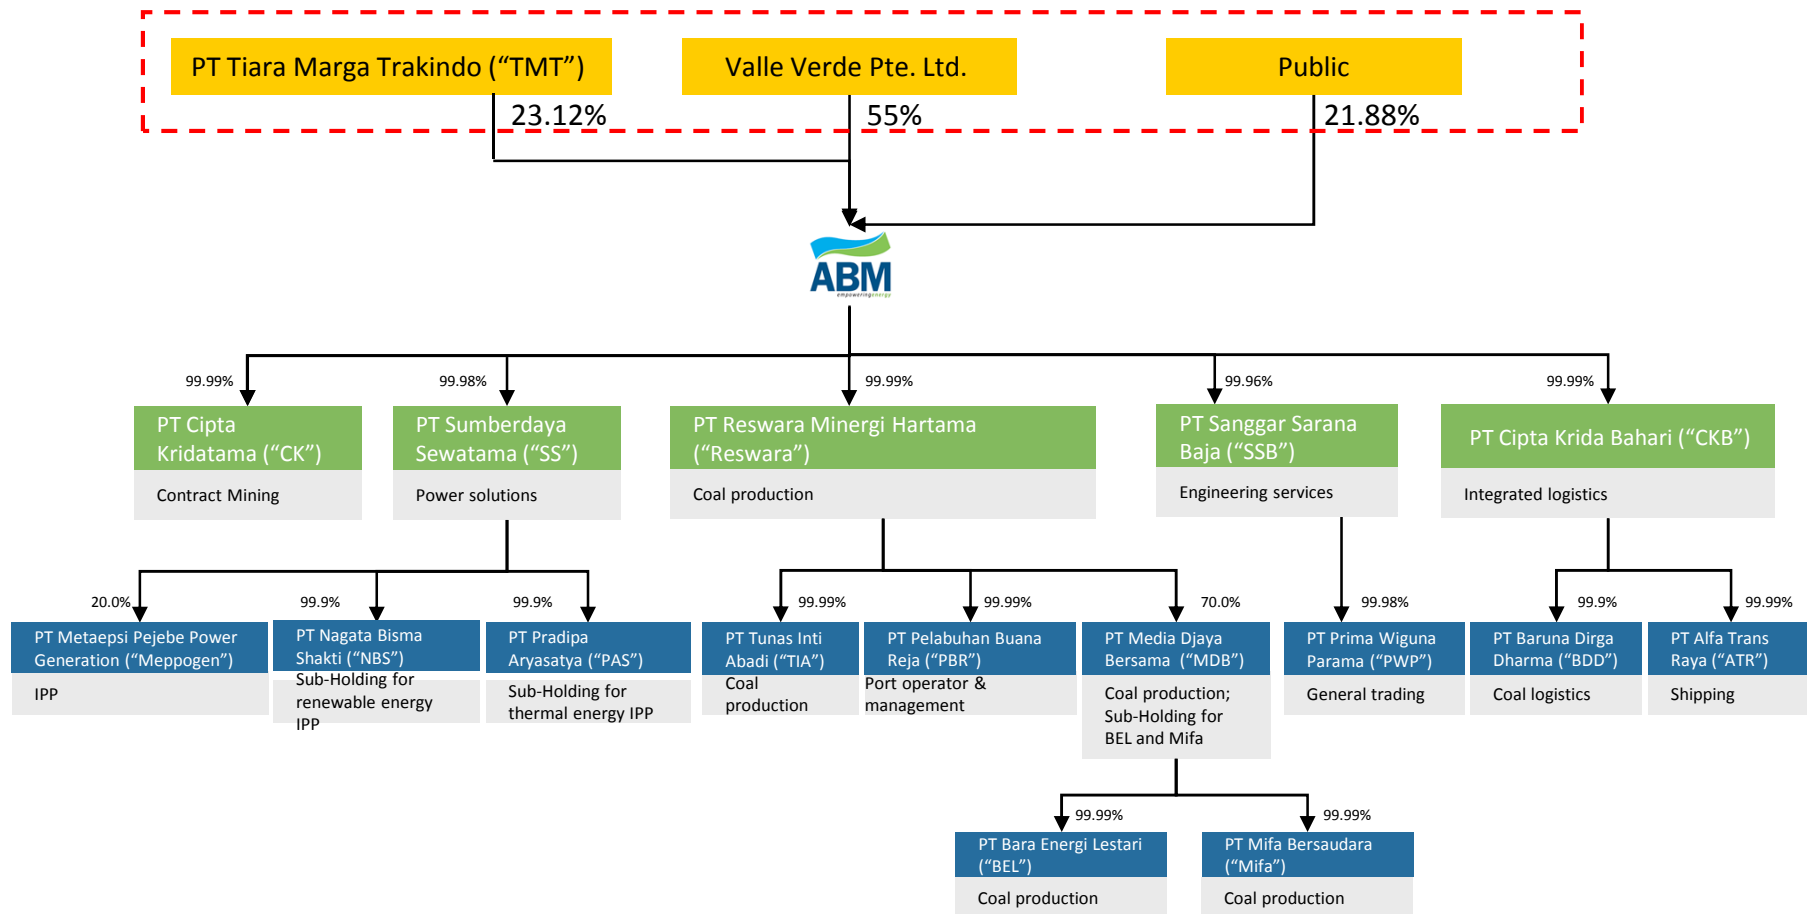 PT Tiara Marga Trakindo (“TMT”)
Valle Verde Pte. Ltd.
Public
23.12%
55%
21.88%
ABM
empoweringenergy
99.99%
99.98%
99.99%
99.96%
99.99%
PT Cipta
Kridatama (“CK”)
Contract Mining
PT Sumberdaya
Sewatama (“SS”)
Power solutions
PT Reswara Minergi Hartama
(“Reswara”)
Coal production
PT Sanggar Sarana
Baja (“SSB”)
Engineering services
PT Cipta Krida Bahari (“CKB”)
Integrated logistics
20.0%
99.9%
99.9%
99.99%
99.99%
70.0%
99.98%
99.9%
99.99%
PT Metaepsi Pejebe Power
Generation (“Meppogen”)
IPP
PT Nagata Bisma
Shakti (“NBS”)
Sub-Holding for
renewable energy
IPP
PT Pradipa
Aryasatya (“PAS”)
Sub-Holding for
thermal energy IPP
PT Tunas Inti
Abadi (“TIA”)
Coal
production
PT Pelabuhan Buana
Reja (“PBR”)
Port operator &
management
PT Media Djaya
Bersama (“MDB”)
Coal production;
Sub-Holding for
BEL and Mifa
PT Prima Wiguna
Parama (“PWP”)
General trading
PT Baruna Dirga
Dharma (“BDD”)
Coal logistics
PT Alfa Trans
Raya (“ATR”)
Shipping
99.99%
99.99%
PT Bara Energi Lestari
(“BEL”)
Coal production
PT Mifa Bersaudara
(“Mifa”)
Coal production